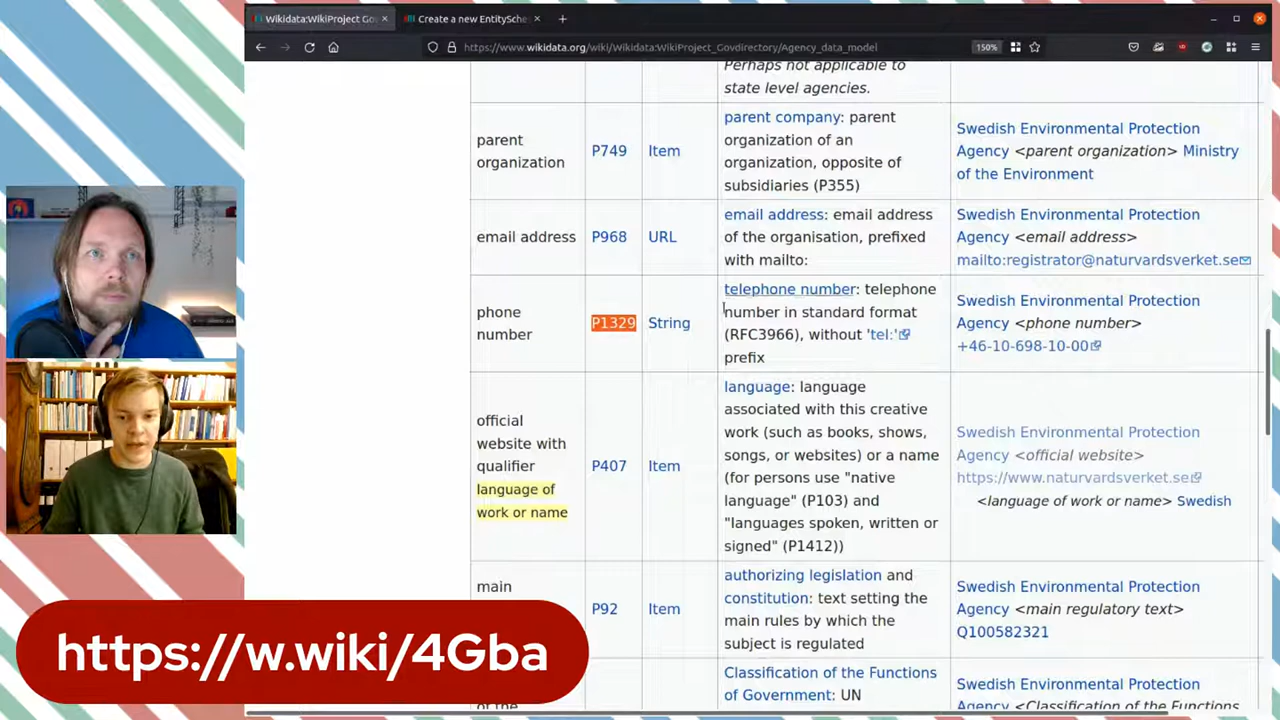 Wikidata:WikiProject Gov
Create a new EntitySche
https://www.wikidata.org/wiki/Wikidata:WikiProject_Govdirectory/Agency_data_model
150%
Perhaps not applicable to
state level agencies.
parent
organization
P749
Item
parent company: parent
organization of an
organization, opposite of
subsidiaries (P355)
Swedish Environmental Protection
Agency <parent organization> Ministry
of the Environment
email address
P968
URL
email address: email address
of the organisation, prefixed
with mailto:
Swedish Environmental Protection
Agency <email address>
mailto:registrator@naturvardsverket.se
phone
number
P1329
String
telephone number: telephone
number in standard format
(RFC3966), without 'tel:'
prefix
Swedish Environmental Protection
Agency <phone number>
+46-10-698-10-00
official
website with
qualifier
language of
work or name
P407
Item
language: language
associated with this creative
work (such as books, shows,
songs, or websites) or a name
(for persons use "native
language" (P103) and
"languages spoken, written or
signed" (P1412))
Swedish Environmental Protection
Agency <official website>
https://www.naturvardsverket.se
<language of work or name> Swedish
main
P92
Item
authorizing legislation and
constitution: text setting the
main rules by which the
subject is regulated
Swedish Environmental Protection
Agency <main regulatory text>
Q100582321
Classification of the Functions
of Government: UN
Swedish Environmental Protection
Agency <Classification of the Functions
https://w.wiki/4Gba